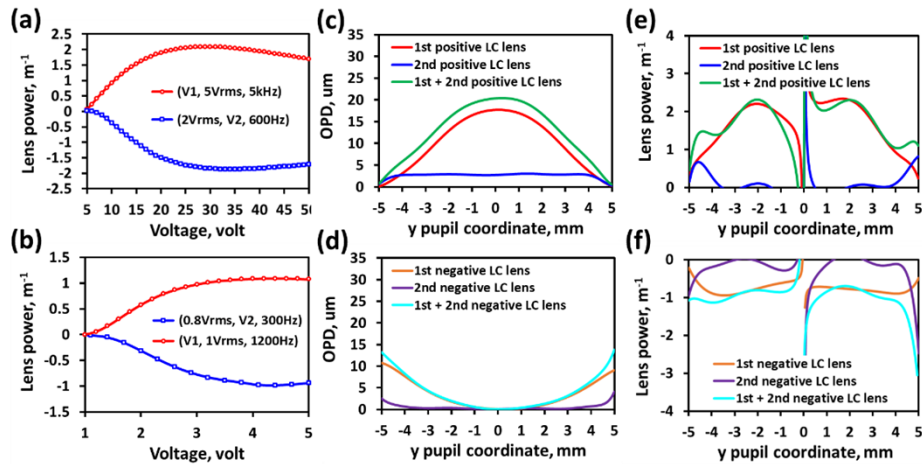 (a)
2.5
2
1.5
1
0.5
0
-0.5
-1
-1.5
-2
-2.5
Lens power, m⁻¹
(V1, 5Vrms, 5kHz)
(2Vrms, V2, 600Hz)
5 10 15 20 25 30 35 40 45 50
Voltage, volt
(c)
35
30
25
20
15
10
5
0
OPD, um
1st positive LC lens
2nd positive LC lens
1st + 2nd positive LC lens
-5 -4 -3 -2 -1 0 1 2 3 4 5
y pupil coordinate, mm
(e)
4
3
2
1
0
Lens power, m⁻¹
1st positive LC lens
2nd positive LC lens
1st + 2nd positive LC lens
-5 -4 -3 -2 -1 0 1 2 3 4 5
y pupil coordinate, mm
(b)
1.5
1
0.5
0
-0.5
-1
-1.5
Lens power, m⁻¹
(0.8Vrms, V2, 300Hz)
(V1, 1Vrms, 1200Hz)
1 2 3 4 5
Voltage, volt
(d)
35
30
25
20
15
10
5
0
OPD, um
1st negative LC lens
2nd negative LC lens
1st + 2nd negative LC lens
-5 -4 -3 -2 -1 0 1 2 3 4 5
y pupil coordinate, mm
(f)
0
-1
-2
-3
-4
Lens power, m⁻¹
1st negative LC lens
2nd negative LC lens
1st + 2nd negative LC lens
-5 -4 -3 -2 -1 0 1 2 3 4 5
y pupil coordinate, mm